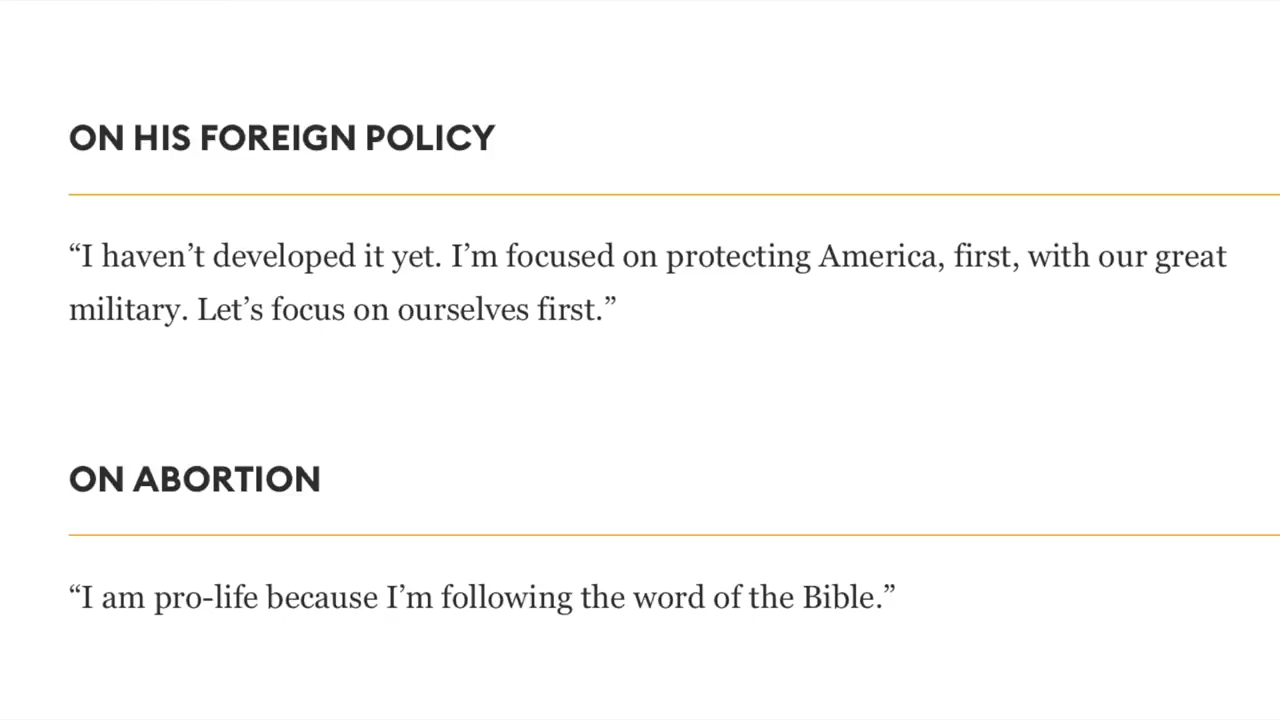 ON HIS FOREIGN POLICY
“I haven’t developed it yet. I’m focused on protecting America, first, with our great
military. Let’s focus on ourselves first.”
ON ABORTION
“I am pro-life because I’m following the word of the Bible.”